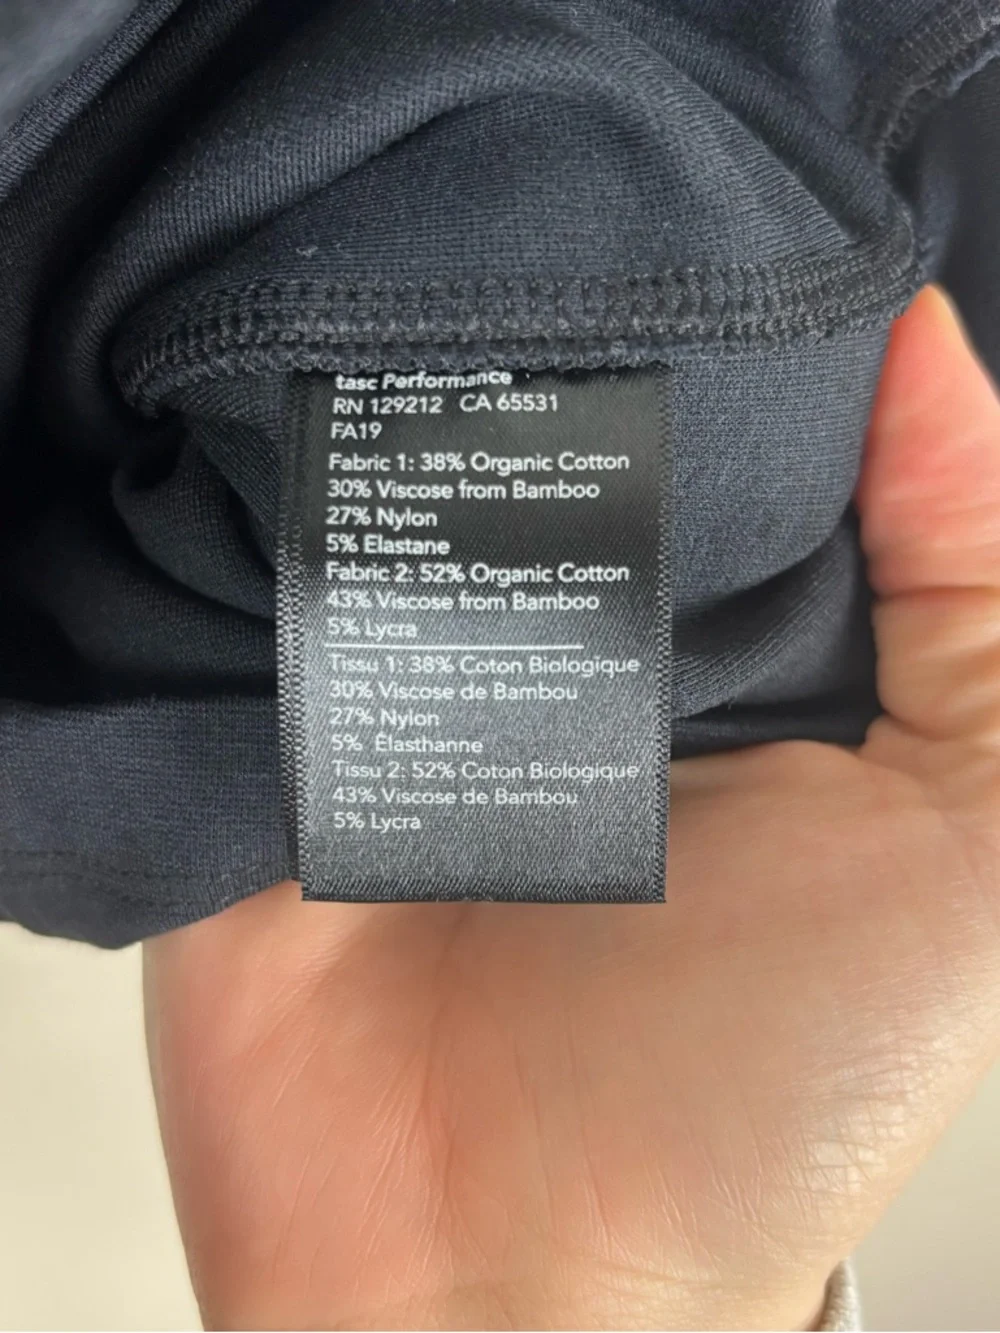 tasc Performance
RN 129212 CA 65531
FA19
Fabric 1: 38% Organic Cotton
30% Viscose from Bamboo
27% Nylon
5% Elastane
Fabric 2: 52% Organic Cotton
43% Viscose from Bamboo
5% Lycra
Tissu 1: 38% Coton Biologique
30% Viscose de Bambou
27% Nylon
5% Élasthanne
Tissu 2: 52% Coton Biologique
43% Viscose de Bambou
5% Lycra